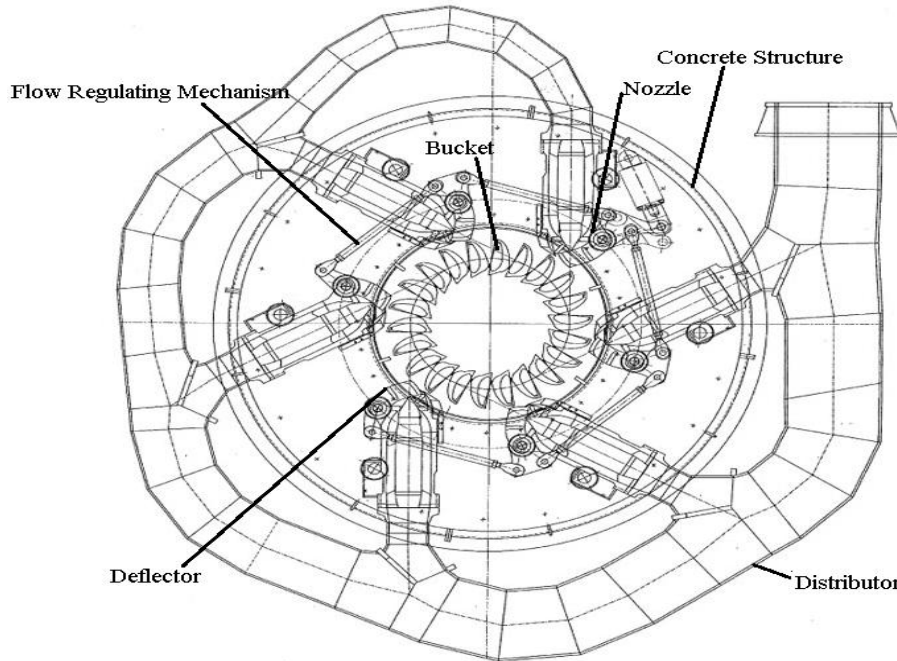 Concrete Structure
Flow Regulating Mechanism
Nozzle
Bucket
Deflector
Distributor